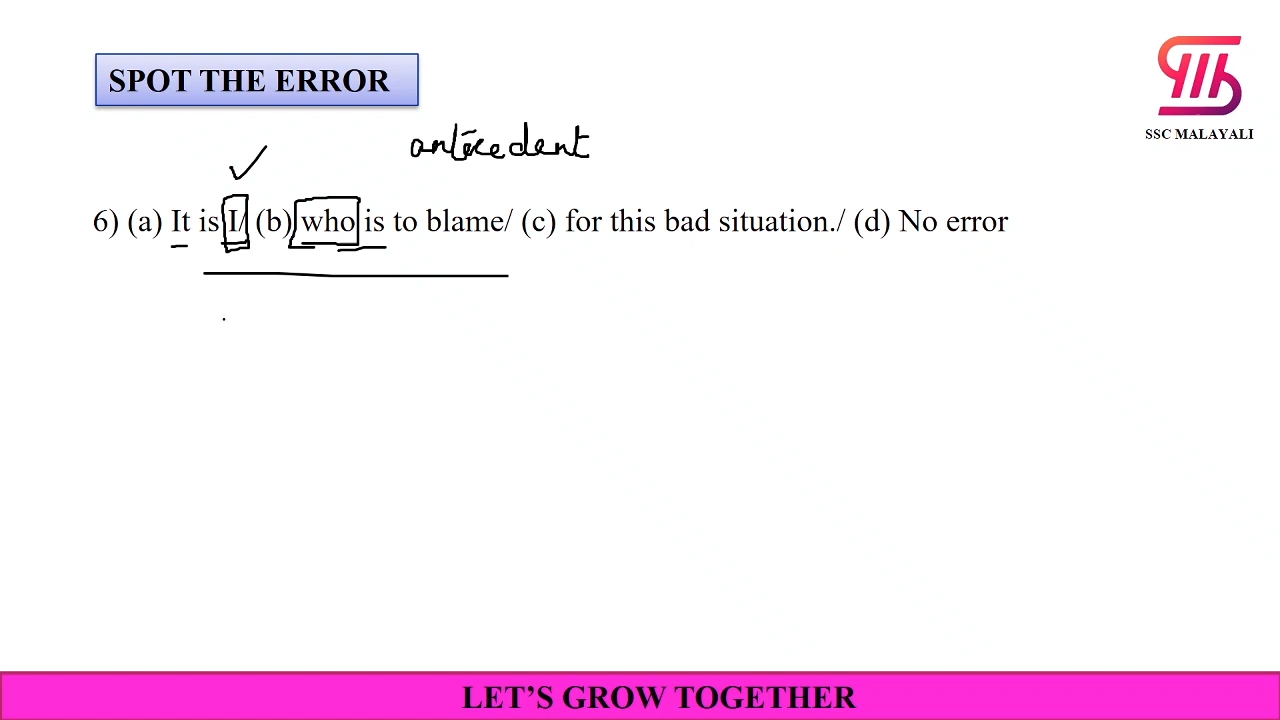 SPOT THE ERROR
SSC MALAYALI
antecedent
6) (a) It is I/ (b) who is to blame/ (c) for this bad situation./ (d) No error
LET'S GROW TOGETHER